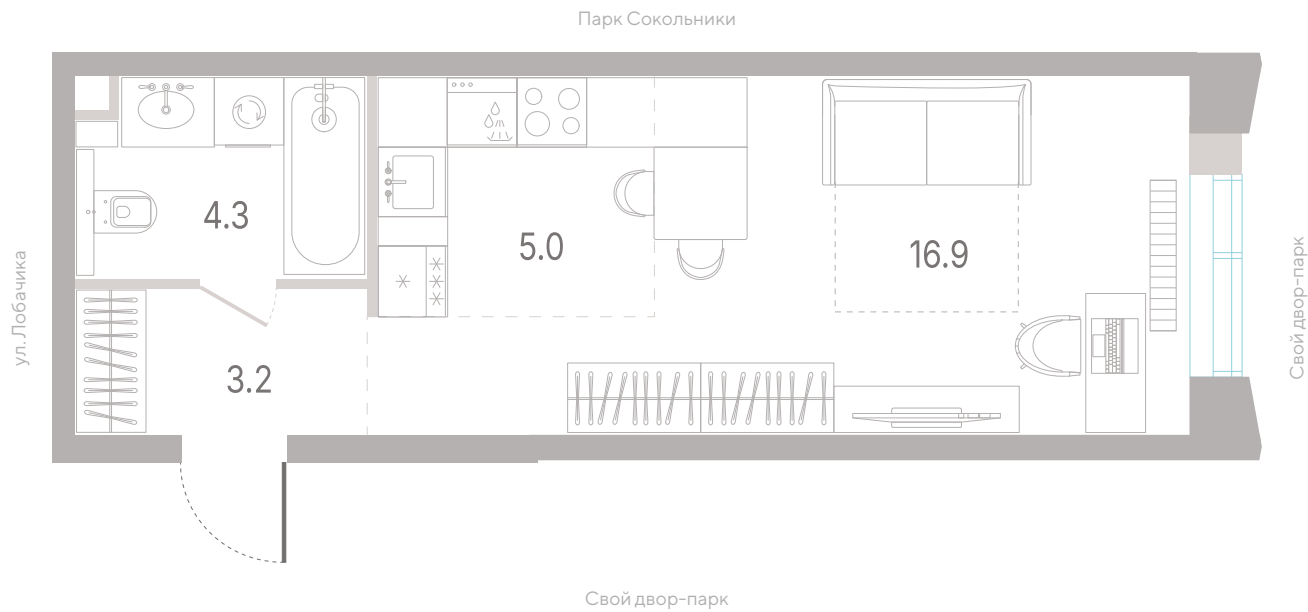 Парк Сокольники
ул. Лобачика
4.3
5.0
16.9
3.2
Свой двор-парк
Свой двор-парк